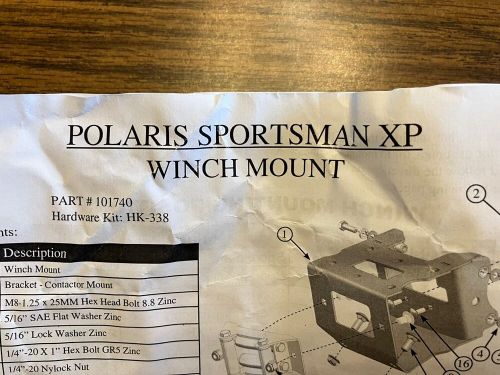 POLARIS SPORTSMAN XP
WINCH MOUNT
PART # 101740
Hardware Kit: HK-338
nts:
Description
Winch Mount
Bracket - Contactor Mount
M8-1.25 x 25MM Hex Head Bolt 8.8 Zinc
5/16" SAE Flat Washer Zinc
5/16" Lock Washer Zinc
1/4"-20 X 1" Hex Bolt GR5 Zinc
1/4"-20 Nylock Nut
1
2
16
4